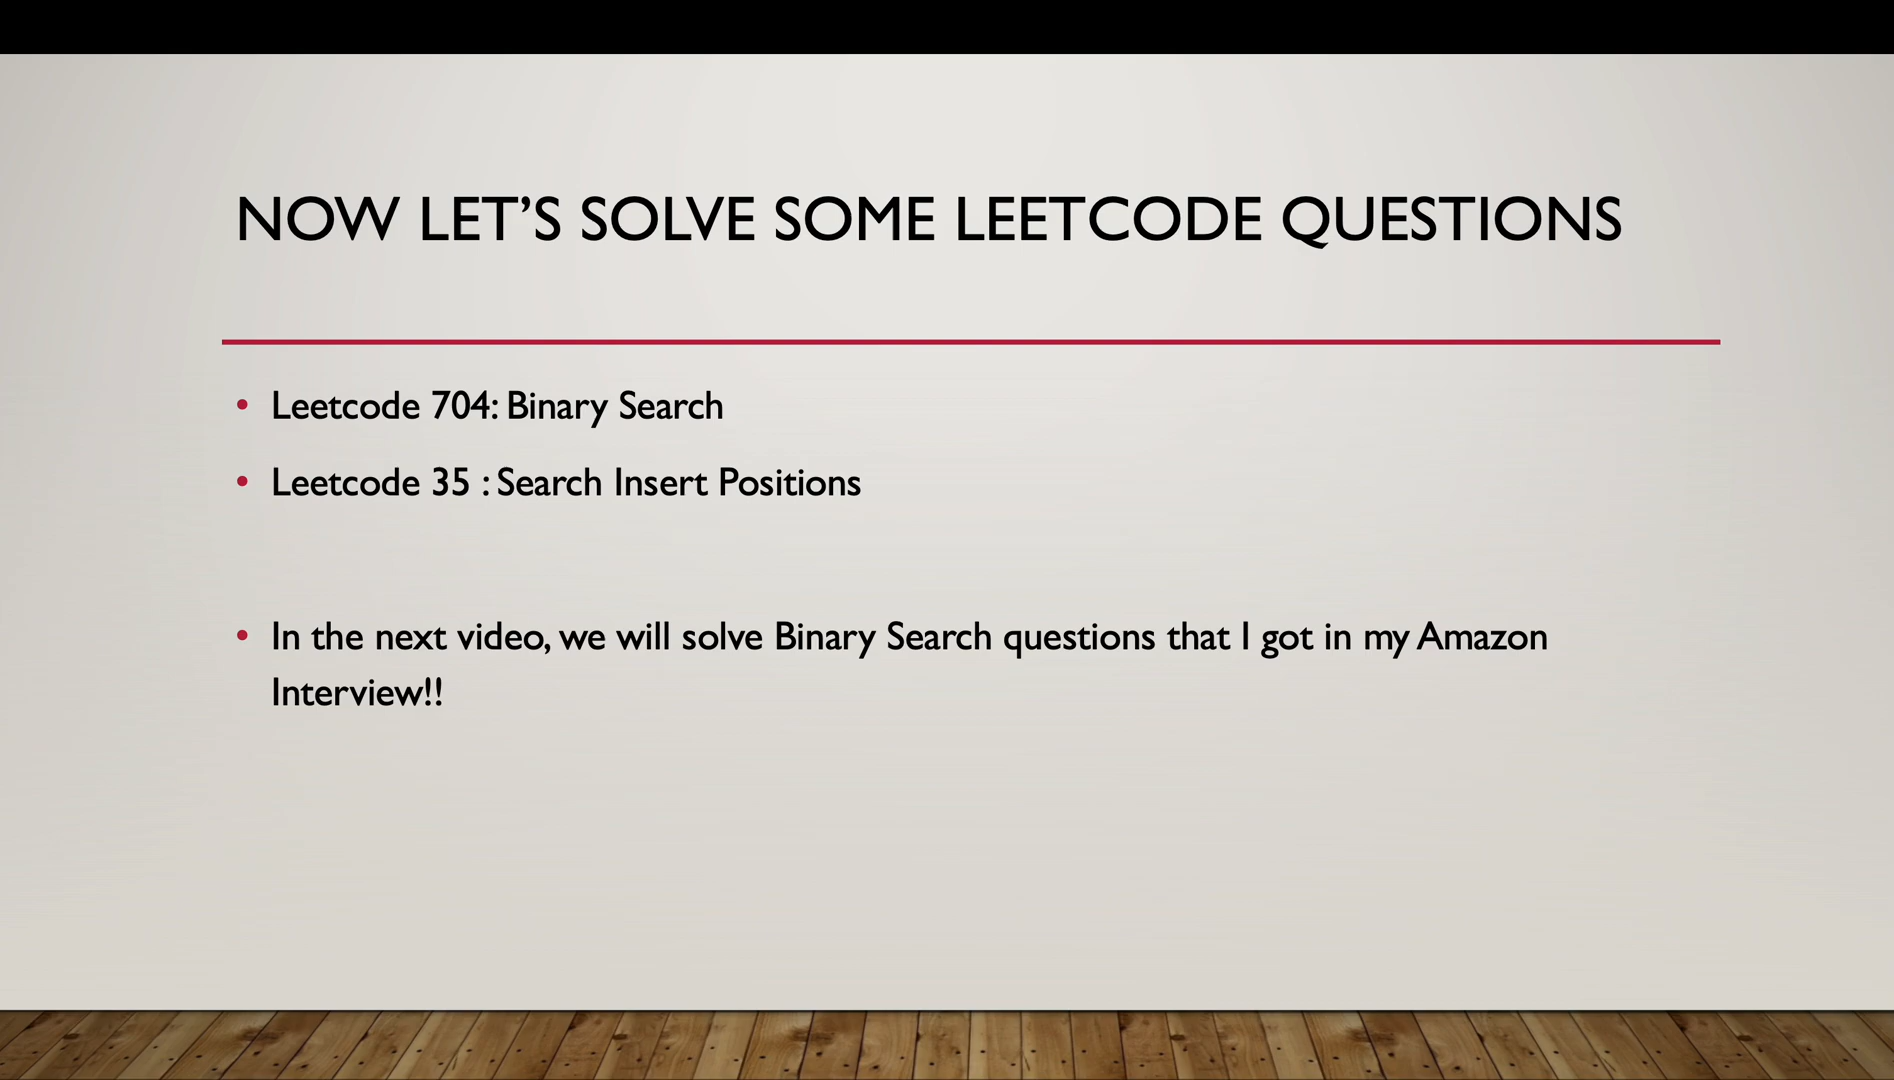 NOW LET’S SOLVE SOME LEETCODE QUESTIONS
• Leetcode 704: Binary Search
• Leetcode 35 : Search Insert Positions
• In the next video, we will solve Binary Search questions that I got in my Amazon
Interview!!